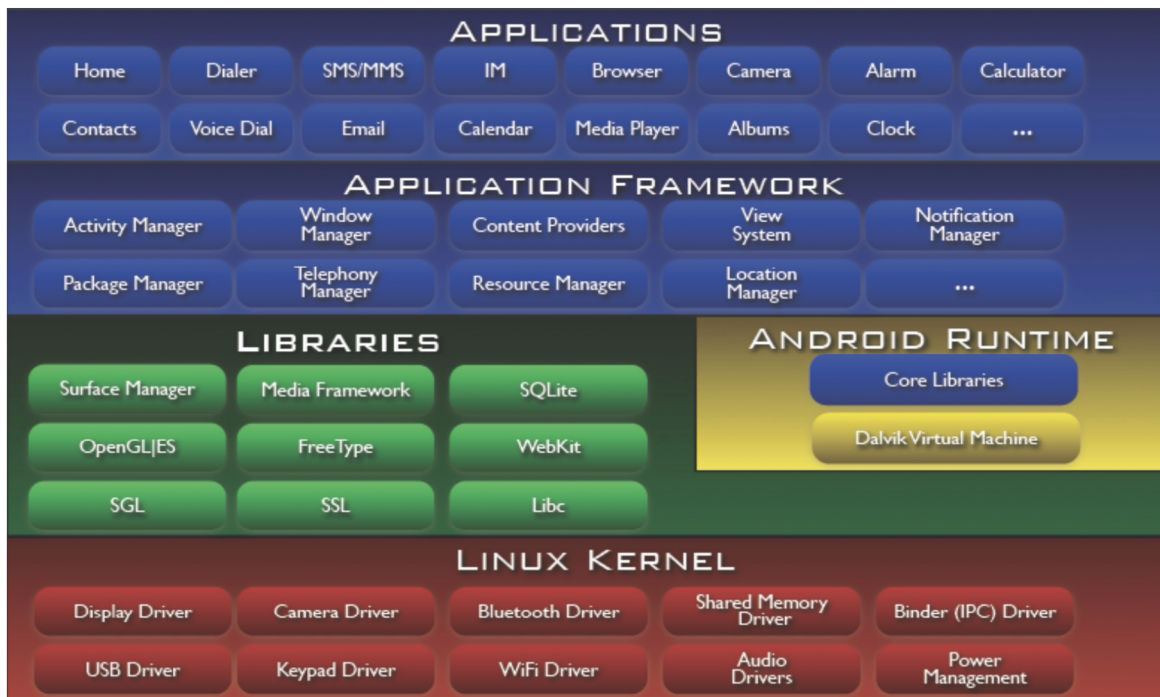 APPLICATIONS
Home Dialer SMS/MMS IM Browser Camera Alarm Calculator
Contacts Voice Dial Email Calendar Media Player Albums Clock ...
APPLICATION FRAMEWORK
Activity Manager
Window
Manager
Content Providers
View
System
Notification
Manager
Package Manager
Telephony
Manager
Resource Manager
Location
Manager
...
LIBRARIES
Surface Manager Media Framework SQLite
OpenGL|ES FreeType WebKit
SGL SSL Libc
ANDROID RUNTIME
Core Libraries
Dalvik Virtual Machine
LINUX KERNEL
Display Driver
Camera Driver
Bluetooth Driver
Shared Memory
Driver
Binder (IPC) Driver
USB Driver
Keypad Driver
WiFi Driver
Audio
Drivers
Power
Management